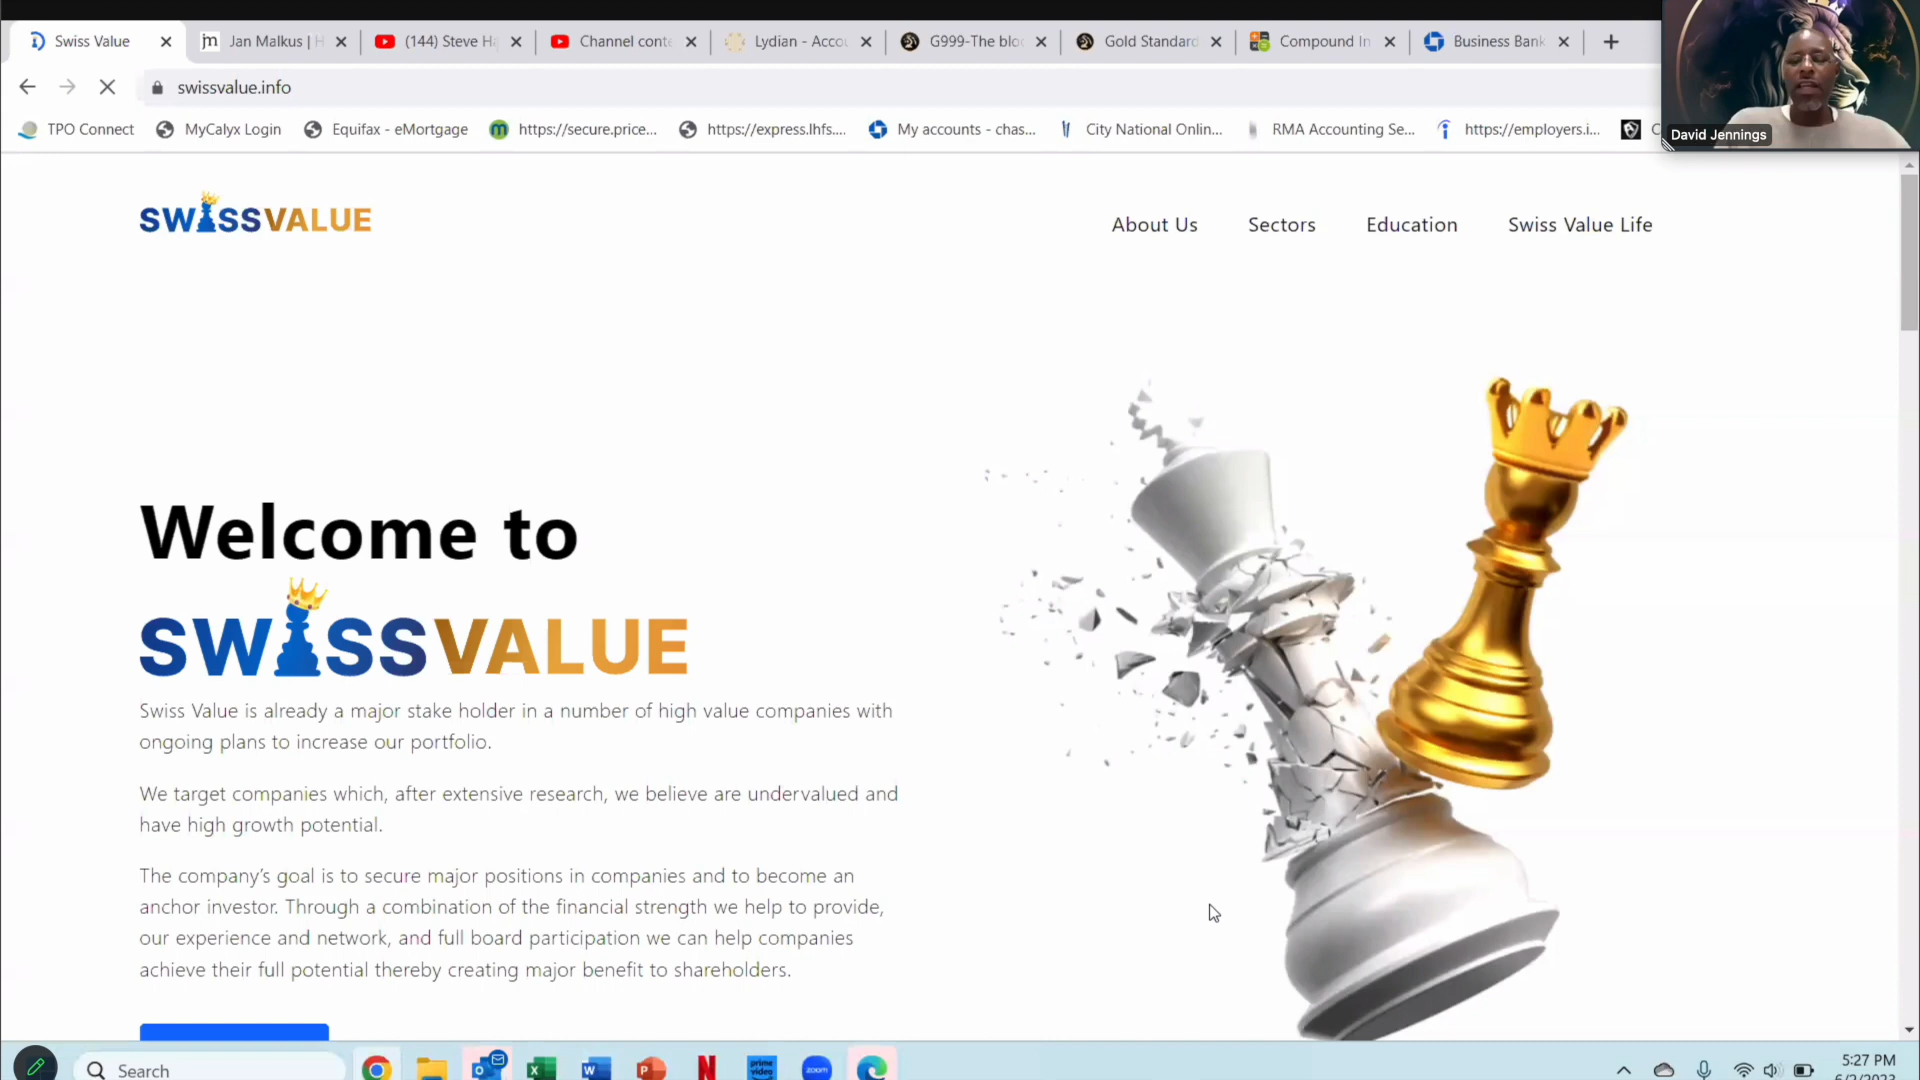 Swiss Value
Jan Malkus | H
(144) Steve Ha
Channel conte
Lydian - Accou
G999-The bloc
Gold Standard
Compound In
Business Bank
swissvalue.info
TPO Connect
MyCalyx Login
Equifax - eMortgage
https://secure.price...
https://express.lhfs....
My accounts - chas...
City National Onlin...
RMA Accounting Se...
https://employers.i...
David Jennings
SWISSVALUE
About Us
Sectors
Education
Swiss Value Life
Welcome to
SWISSVALUE
Swiss Value is already a major stake holder in a number of high value companies with
ongoing plans to increase our portfolio.
We target companies which, after extensive research, we believe are undervalued and
have high growth potential.
The company's goal is to secure major positions in companies and to become an
anchor investor. Through a combination of the financial strength we help to provide,
our experience and network, and full board participation we can help companies
achieve their full potential thereby creating major benefit to shareholders.
Search
prime video
zoom
5:27 PM